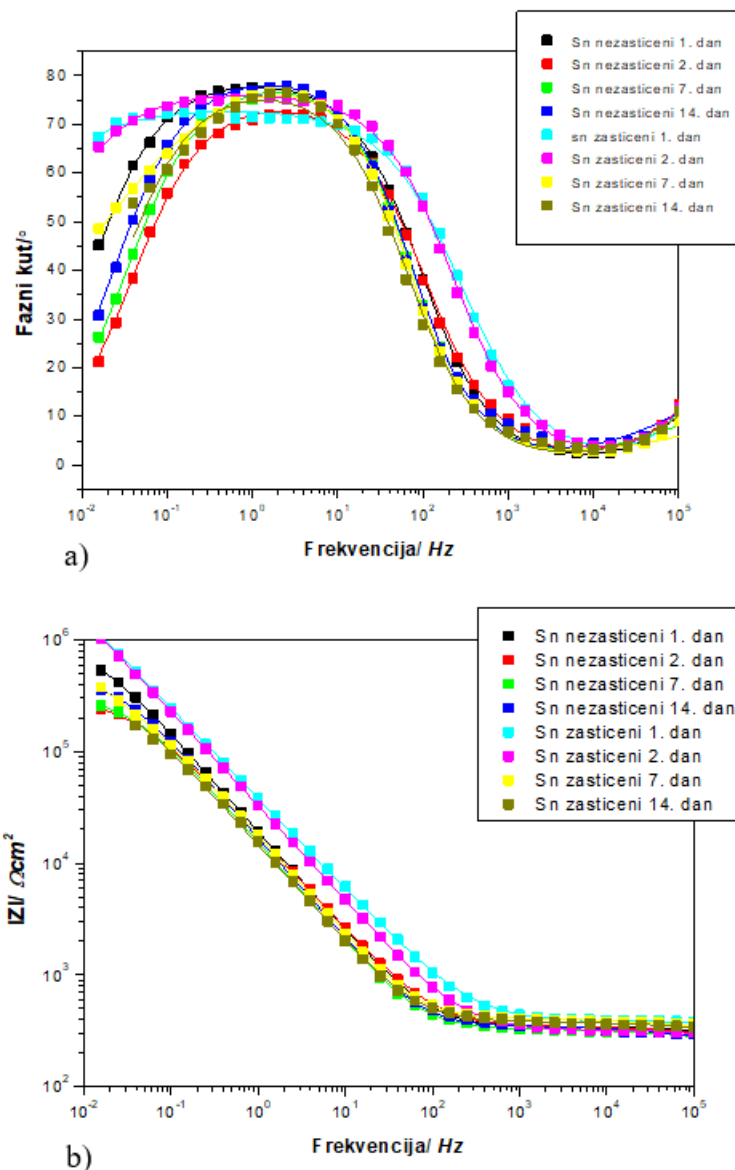 Sn nezasticeni 1. dan
Sn nezasticeni 2. dan
Sn nezasticeni 7. dan
Sn nezasticeni 14. dan
sn zasticeni 1. dan
Sn zasticeni 2. dan
Sn zasticeni 7. dan
Sn zasticeni 14. dan
Fazni kut/°
80
70
60
50
40
30
20
10
0
10-2 10-1 100 101 102 103 104 105
Frekvencija/ Hz
a)
Sn nezasticeni 1. dan
Sn nezasticeni 2. dan
Sn nezasticeni 7. dan
Sn nezasticeni 14. dan
Sn zasticeni 1. dan
Sn zasticeni 2. dan
Sn zasticeni 7. dan
Sn zasticeni 14. dan
IZI/ Ωcm²
10⁶
10⁵
10⁴
10³
10²
10-2 10-1 100 101 102 103 104 105
Frekvencija/ Hz
b)